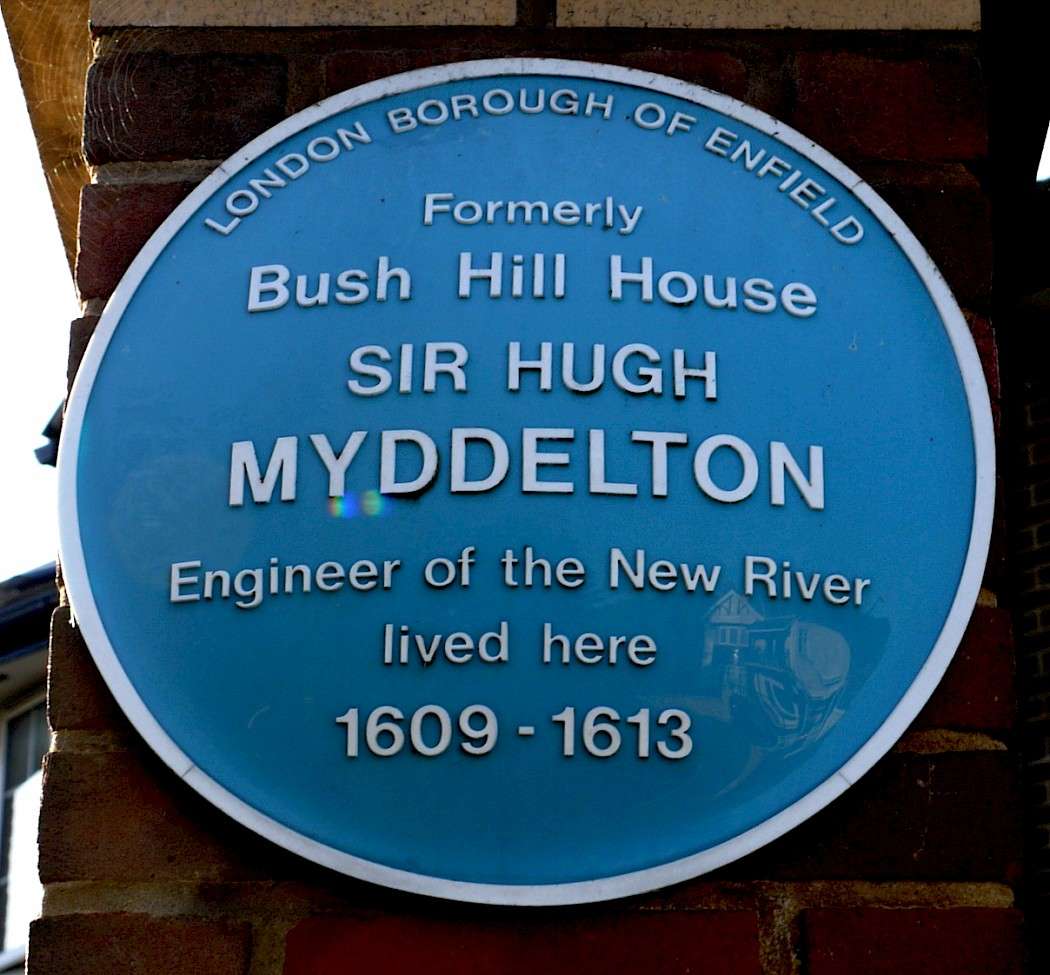 LONDON BOROUGH OF ENFIELD
Formerly
Bush Hill House
SIR HUGH
MYDDELTON
Engineer of the New River
lived here
1609 - 1613